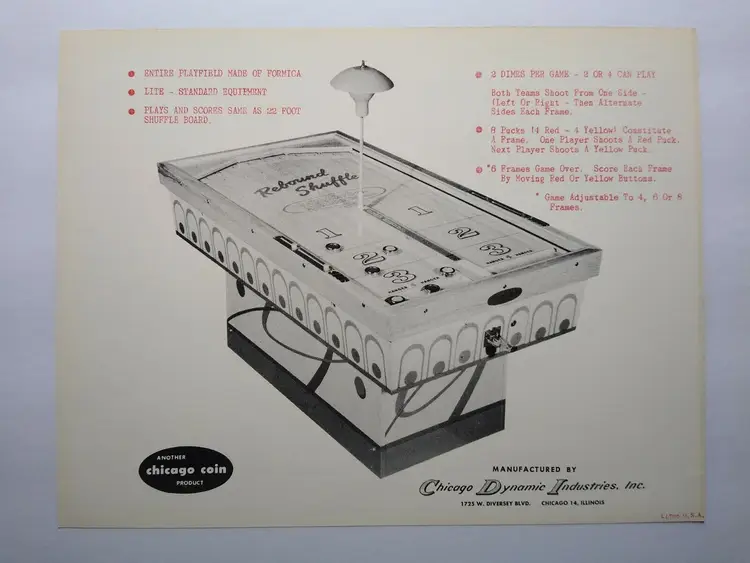 ENTIRE PLAYFIELD MADE OF FORMICA
LITE - STANDARD EQUIPMENT
PLAYS AND SCORES SAME AS 22 FOOT
SHUFFLE BOARD.
2 DIMES PER GAME - 2 OR 4 CAN PLAY
Both Teams Shoot From One Side -
(Left Or Right - Then Alternate
Sides Each Frame.
8 Pucks (4 Red - 4 Yellow) Constitute
A Frame. One Player Shoots A Red Puck.
Next Player Shoots A Yellow Puck.
*6 Frames Game Over. Score Each Frame
By Moving Red Or Yellow Buttons.
* Game Adjustable To 4, 6 Or 8
Frames.
Rebound
Shuffle
1
2
3
1
2
3
ANOTHER
chicago coin
PRODUCT
MANUFACTURED BY
Chicago Dynamic Industries, Inc.
1725 W. DIVERSEY BLVD. CHICAGO 14, ILLINOIS